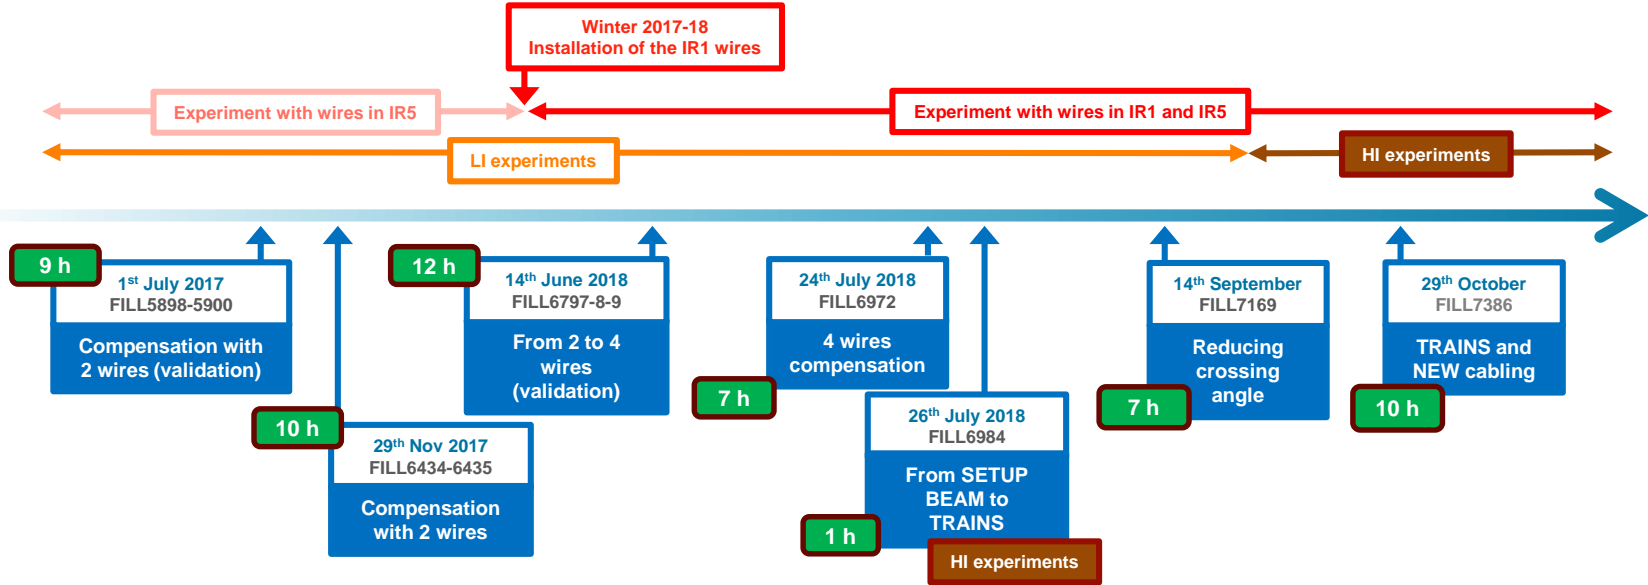 Winter 2017-18
Installation of the IR1 wires
Experiment with wires in IR5
Experiment with wires in IR1 and IR5
LI experiments
HI experiments
9 h
1st July 2017
FILL5898-5900
Compensation with
2 wires (validation)
10 h
29th Nov 2017
FILL6434-6435
Compensation
with 2 wires
12 h
14th June 2018
FILL6797-8-9
From 2 to 4
wires
(validation)
24th July 2018
FILL6972
4 wires
compensation
7 h
26th July 2018
FILL6984
From SETUP
BEAM to
TRAINS
1 h
HI experiments
14th September
FILL7169
Reducing
crossing
angle
7 h
29th October
FILL7386
TRAINS and
NEW cabling
10 h